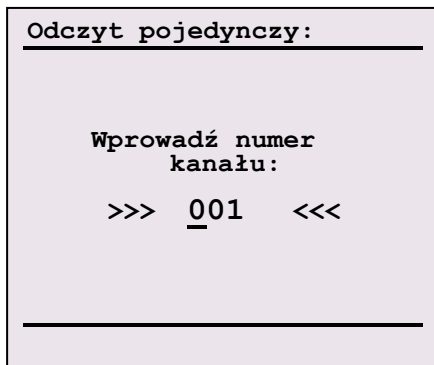 Odczyt pojedynczy:
Wprowadź numer
kanału:
>>> 001 <<<